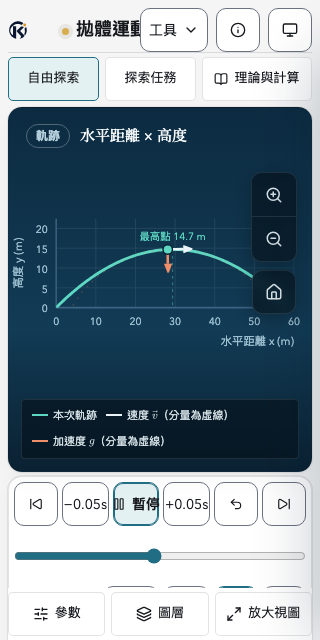 拋體運動
工具
自由探索
探索任務
理論與計算
軌跡
水平距離 × 高度
最高點 14.7 m
高度 y (m)
20
15
10
5
0
0 10 20 30 40 50 60
水平距離 x (m)
本次軌跡
速度 v⃗（分量為虛線）
加速度 g（分量為虛線）
−0.05s
暫停
+0.05s
參數
圖層
放大視圖